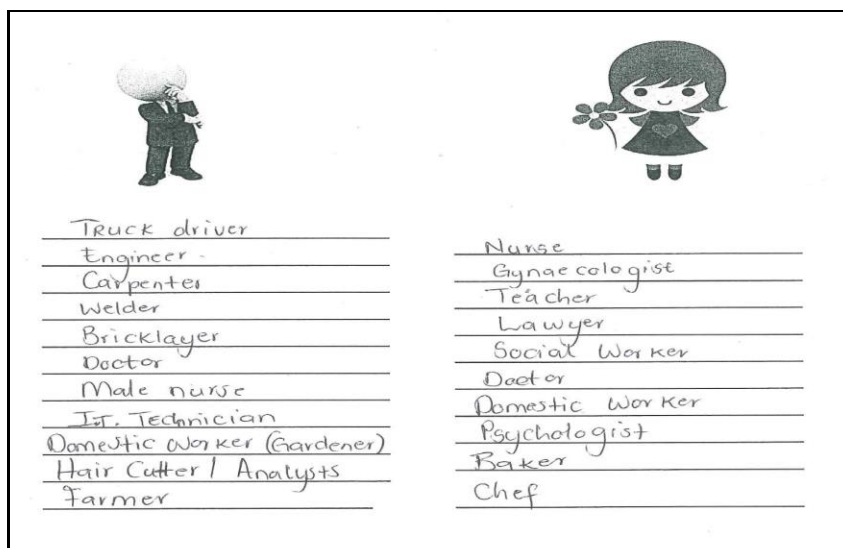 Truck driver
Engineer
Carpenter
Welder
Bricklayer
Doctor
Male nurse
I.T. Technician
Domestic Worker (Gardener)
Hair Cutter / Analysts
Farmer
Nurse
Gynaecologist
Teacher
Lawyer
Social Worker
Doctor
Domestic Worker
Psychologist
Baker
Chef